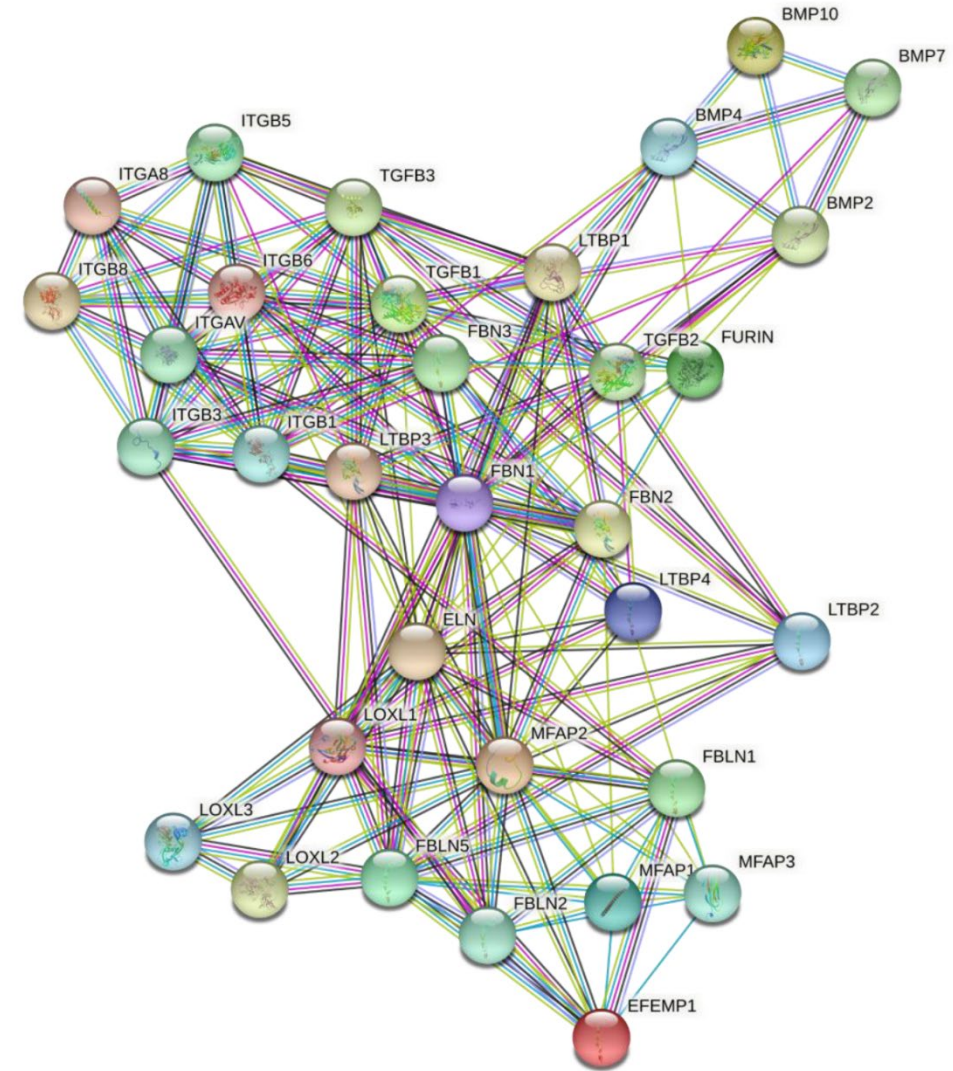 BMP10
BMP7
BMP4
ITGB5
ITGA8
TGFB3
BMP2
LTBP1
ITGB6
ITGB8
TGFB1
ITGAV
FBN3
TGFB2
FURIN
ITGB3
ITGB1
LTBP3
FBN1
FBN2
LTBP4
LTBP2
ELN
LOXL1
MFAP2
FBLN1
LOXL3
FBLN5
LOXL2
MFAP1
MFAP3
FBLN2
EFEMP1